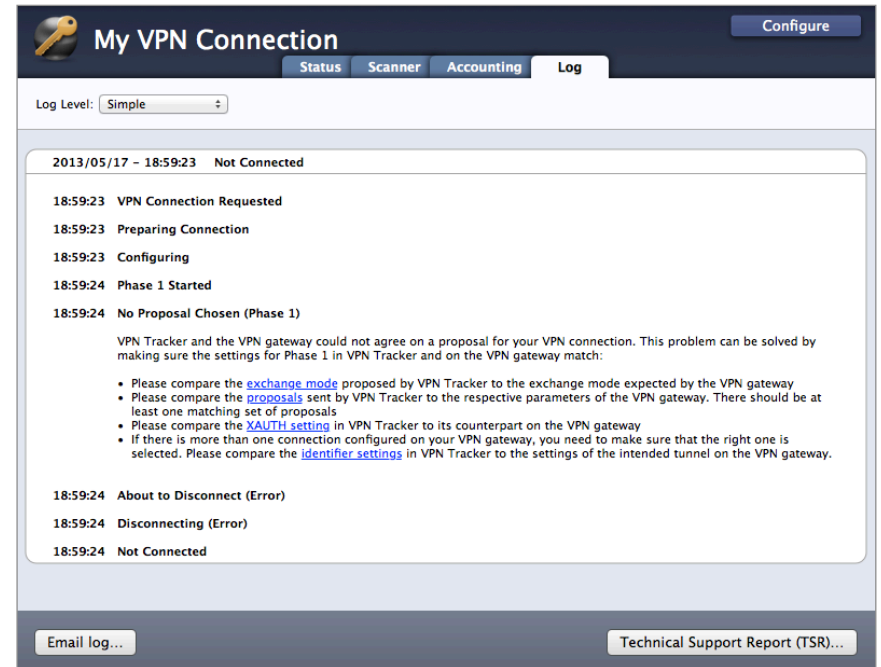 My VPN Connection
Configure
Status Scanner Accounting Log
Log Level: Simple
2013/05/17 – 18:59:23 Not Connected
18:59:23 VPN Connection Requested
18:59:23 Preparing Connection
18:59:23 Configuring
18:59:24 Phase 1 Started
18:59:24 No Proposal Chosen (Phase 1)
VPN Tracker and the VPN gateway could not agree on a proposal for your VPN connection. This problem can be solved by
making sure the settings for Phase 1 in VPN Tracker and on the VPN gateway match:
• Please compare the exchange mode proposed by VPN Tracker to the exchange mode expected by the VPN gateway
• Please compare the proposals sent by VPN Tracker to the respective parameters of the VPN gateway. There should be at
least one matching set of proposals
• Please compare the XAUTH setting in VPN Tracker to its counterpart on the VPN gateway
• If there is more than one connection configured on your VPN gateway, you need to make sure that the right one is
selected. Please compare the identifier settings in VPN Tracker to the settings of the intended tunnel on the VPN gateway.
18:59:24 About to Disconnect (Error)
18:59:24 Disconnecting (Error)
18:59:24 Not Connected
Email log...
Technical Support Report (TSR)...